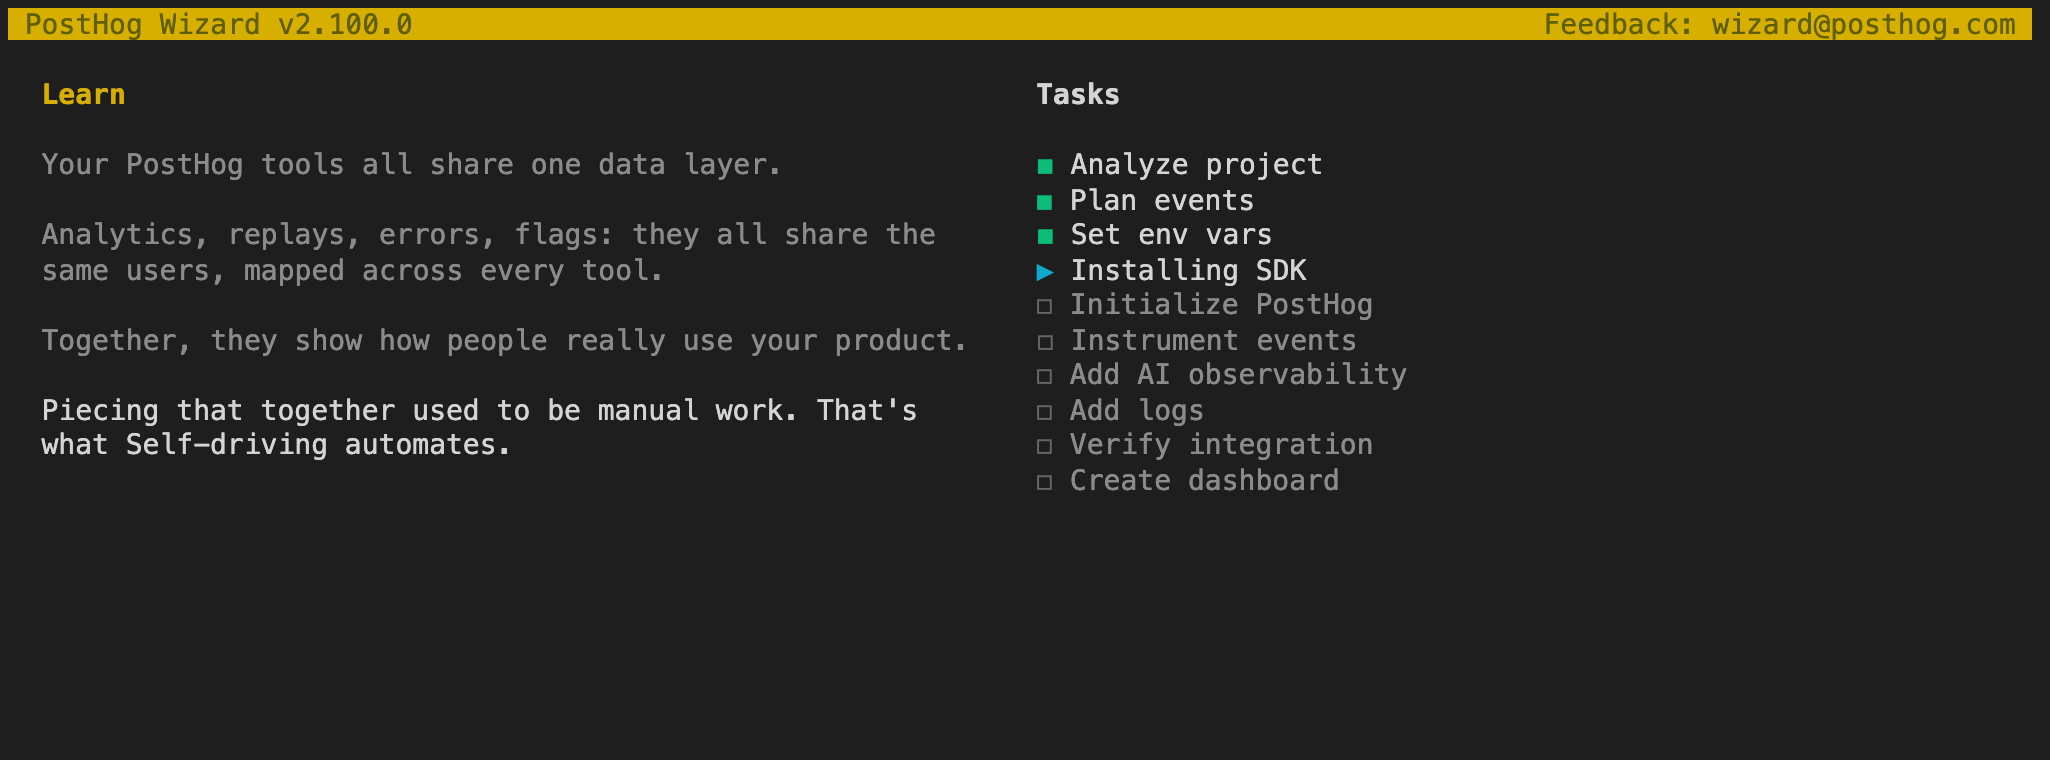 PostHog Wizard v2.100.0
Feedback: wizard@posthog.com
Learn
Your PostHog tools all share one data layer.
Analytics, replays, errors, flags: they all share the
same users, mapped across every tool.
Together, they show how people really use your product.
Piecing that together used to be manual work. That's
what Self-driving automates.
Tasks
Analyze project
Plan events
Set env vars
Installing SDK
Initialize PostHog
Instrument events
Add AI observability
Add logs
Verify integration
Create dashboard